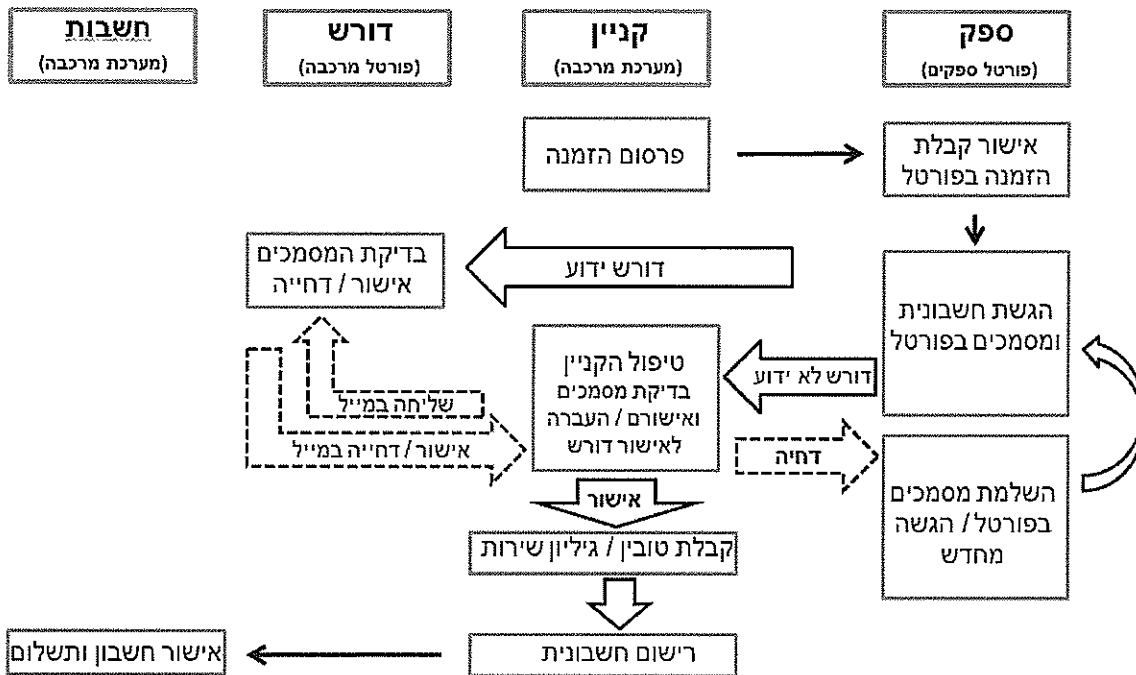 ספק
(פורטל ספקים)
קניין
(מערכת מרכבה)
דורש
(פורטל מרכבה)
חשבות
(מערכת מרכבה)
פרסום הזמנה
אישור קבלת
הזמנה בפורטל
דורש ידוע
בדיקת המסמכים
אישור / דחייה
הגשת חשבונית
ומסמכים בפורטל
דורש לא ידוע
טיפול הקניין
בדיקת מסמכים
ואישורם / העברה
לאישור דורש
שליחה במייל
אישור / דחייה במייל
דחיה
השלמת מסמכים
בפורטל / הגשה
מחדש
אישור
קבלת טובין / גיליון שירות
רישום חשבונית
אישור חשבון ותשלום